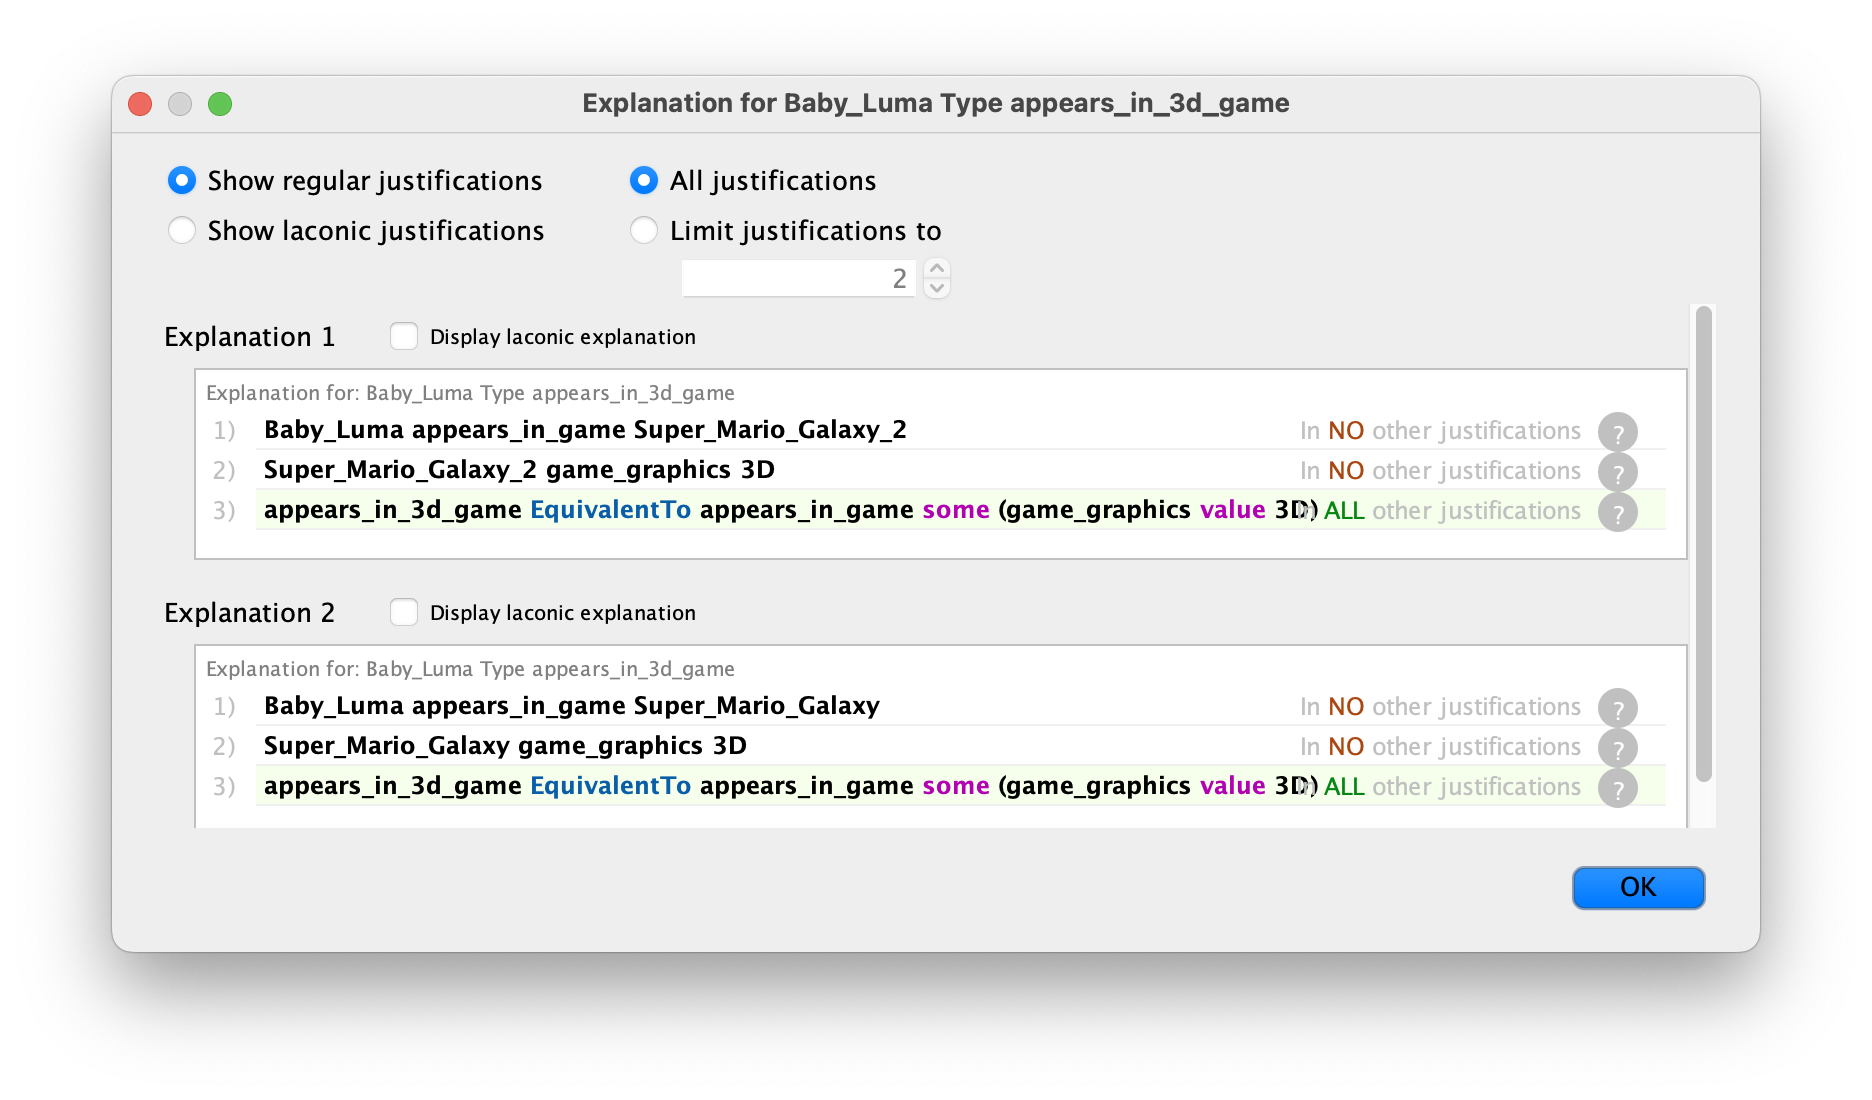 Explanation for Baby_Luma Type appears_in_3d_game
Show regular justifications
All justifications
Show laconic justifications
Limit justifications to
2
Explanation 1
Display laconic explanation
Explanation for: Baby_Luma Type appears_in_3d_game
1) Baby_Luma appears_in_game Super_Mario_Galaxy_2 In NO other justifications ?
2) Super_Mario_Galaxy_2 game_graphics 3D In NO other justifications ?
3) appears_in_3d_game EquivalentTo appears_in_game some (game_graphics value 3D) In ALL other justifications ?
Explanation 2
Display laconic explanation
Explanation for: Baby_Luma Type appears_in_3d_game
1) Baby_Luma appears_in_game Super_Mario_Galaxy In NO other justifications ?
2) Super_Mario_Galaxy game_graphics 3D In NO other justifications ?
3) appears_in_3d_game EquivalentTo appears_in_game some (game_graphics value 3D) In ALL other justifications ?
OK